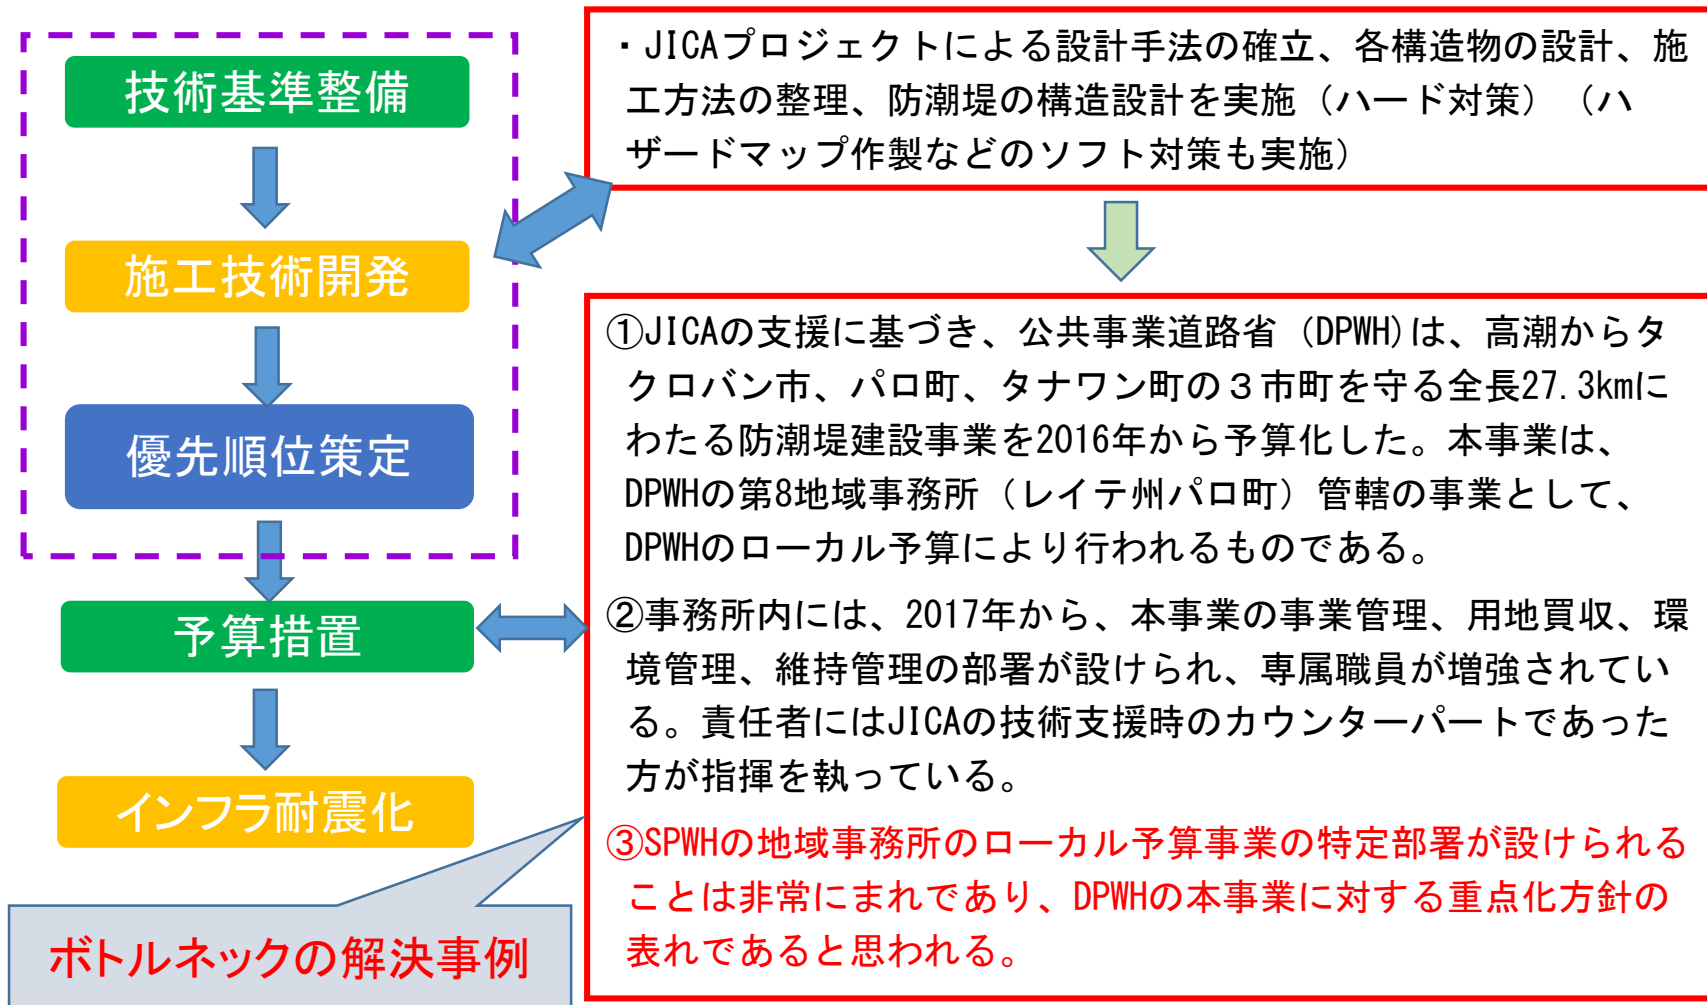 技術基準整備
施工技術開発
優先順位策定
予算措置
インフラ耐震化
ボトルネックの解決事例
・JICAプロジェクトによる設計手法の確立、各構造物の設計、施
工方法の整理、防潮堤の構造設計を実施（ハード対策）（ハ
ザードマップ作製などのソフト対策も実施）
①JICAの支援に基づき、公共事業道路省（DPWH)は、高潮からタ
クロバン市、パロ町、タナワン町の３市町を守る全長27.3kmに
わたる防潮堤建設事業を2016年から予算化した。本事業は、
DPWHの第8地域事務所（レイテ州パロ町）管轄の事業として、
DPWHのローカル予算により行われるものである。
②事務所内には、2017年から、本事業の事業管理、用地買収、環
境管理、維持管理の部署が設けられ、専属職員が増強されてい
る。責任者にはJICAの技術支援時のカウンターパートであった
方が指揮を執っている。
③SPWHの地域事務所のローカル予算事業の特定部署が設けられる
ことは非常にまれであり、DPWHの本事業に対する重点化方針の
表れであると思われる。